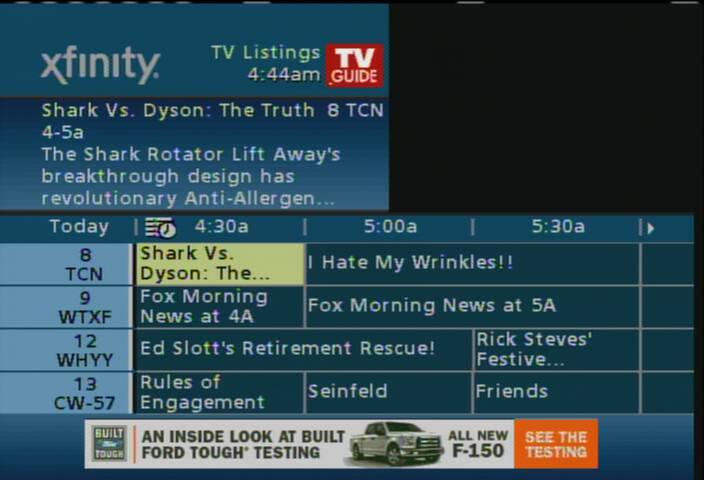 xfinity
TV Listings
4:44am
TV
GUIDE
Shark Vs. Dyson: The Truth 8 TCN
4-5a
The Shark Rotator Lift Away's
breakthrough design has
revolutionary Anti-Allergen...
Today 4:30a 5:00a 5:30a
8
TCN
Shark Vs.
Dyson: The...
I Hate My Wrinkles!!
9
WTXF
Fox Morning
News at 4A
Fox Morning News at 5A
12
WHYY
Ed Slott's Retirement Rescue!
Rick Steves'
Festive...
13
CW-57
Rules of
Engagement
Seinfeld
Friends
BUILT
Ford
TOUGH
AN INSIDE LOOK AT BUILT
FORD TOUGH® TESTING
ALL NEW
F-150
SEE THE
TESTING